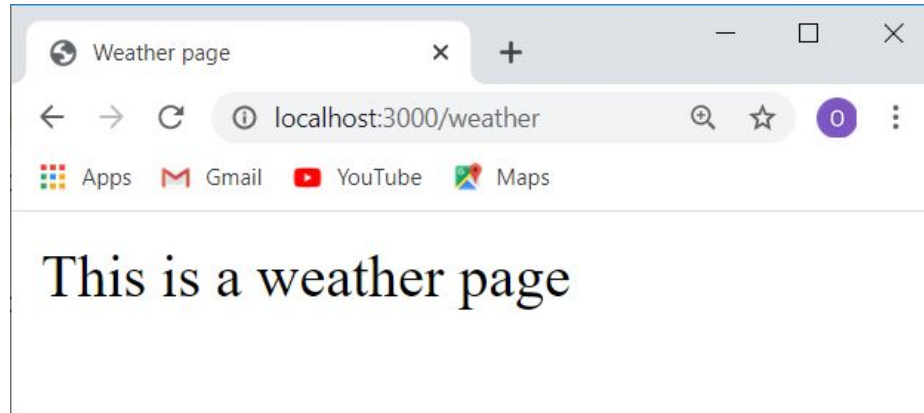 Weather page
localhost:3000/weather
O
Apps Gmail YouTube Maps
This is a weather page